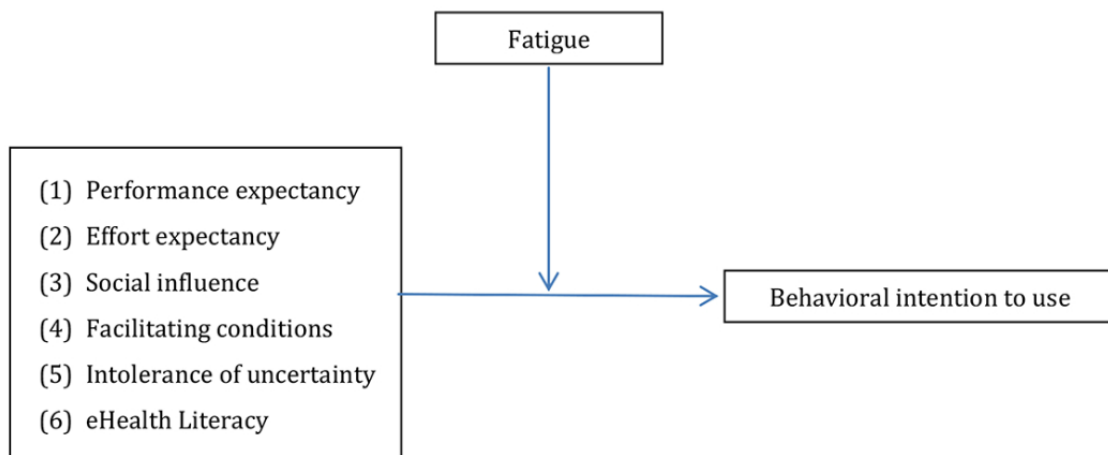 Fatigue
(1) Performance expectancy
(2) Effort expectancy
(3) Social influence
(4) Facilitating conditions
(5) Intolerance of uncertainty
(6) eHealth Literacy
Behavioral intention to use